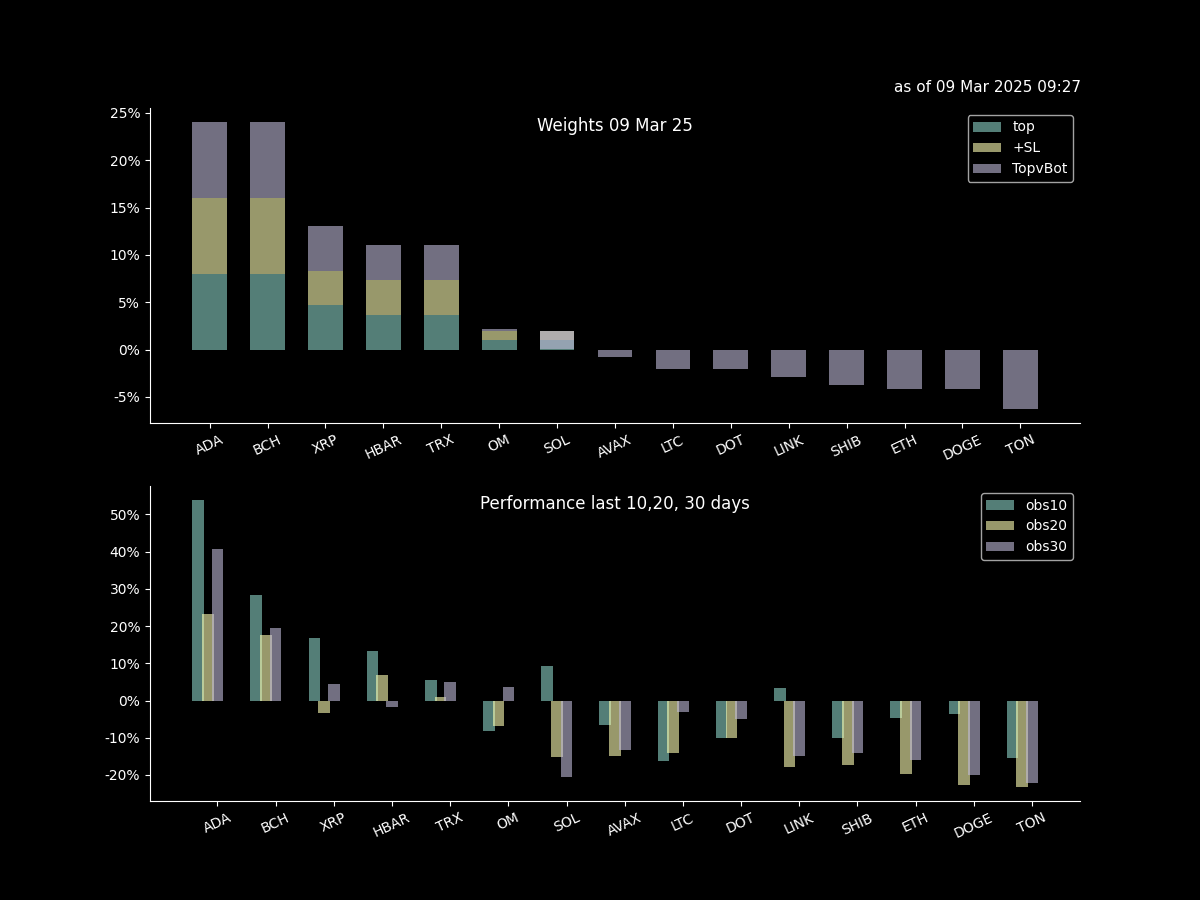 as of 09 Mar 2025 09:27
Weights 09 Mar 25
top
+SL
TopvBot
25%
20%
15%
10%
5%
0%
-5%
ADA BCH XRP HBAR TRX OM SOL AVAX LTC DOT LINK SHIB ETH DOGE TON
Performance last 10,20, 30 days
obs10
obs20
obs30
50%
40%
30%
20%
10%
0%
-10%
-20%
ADA BCH XRP HBAR TRX OM SOL AVAX LTC DOT LINK SHIB ETH DOGE TON